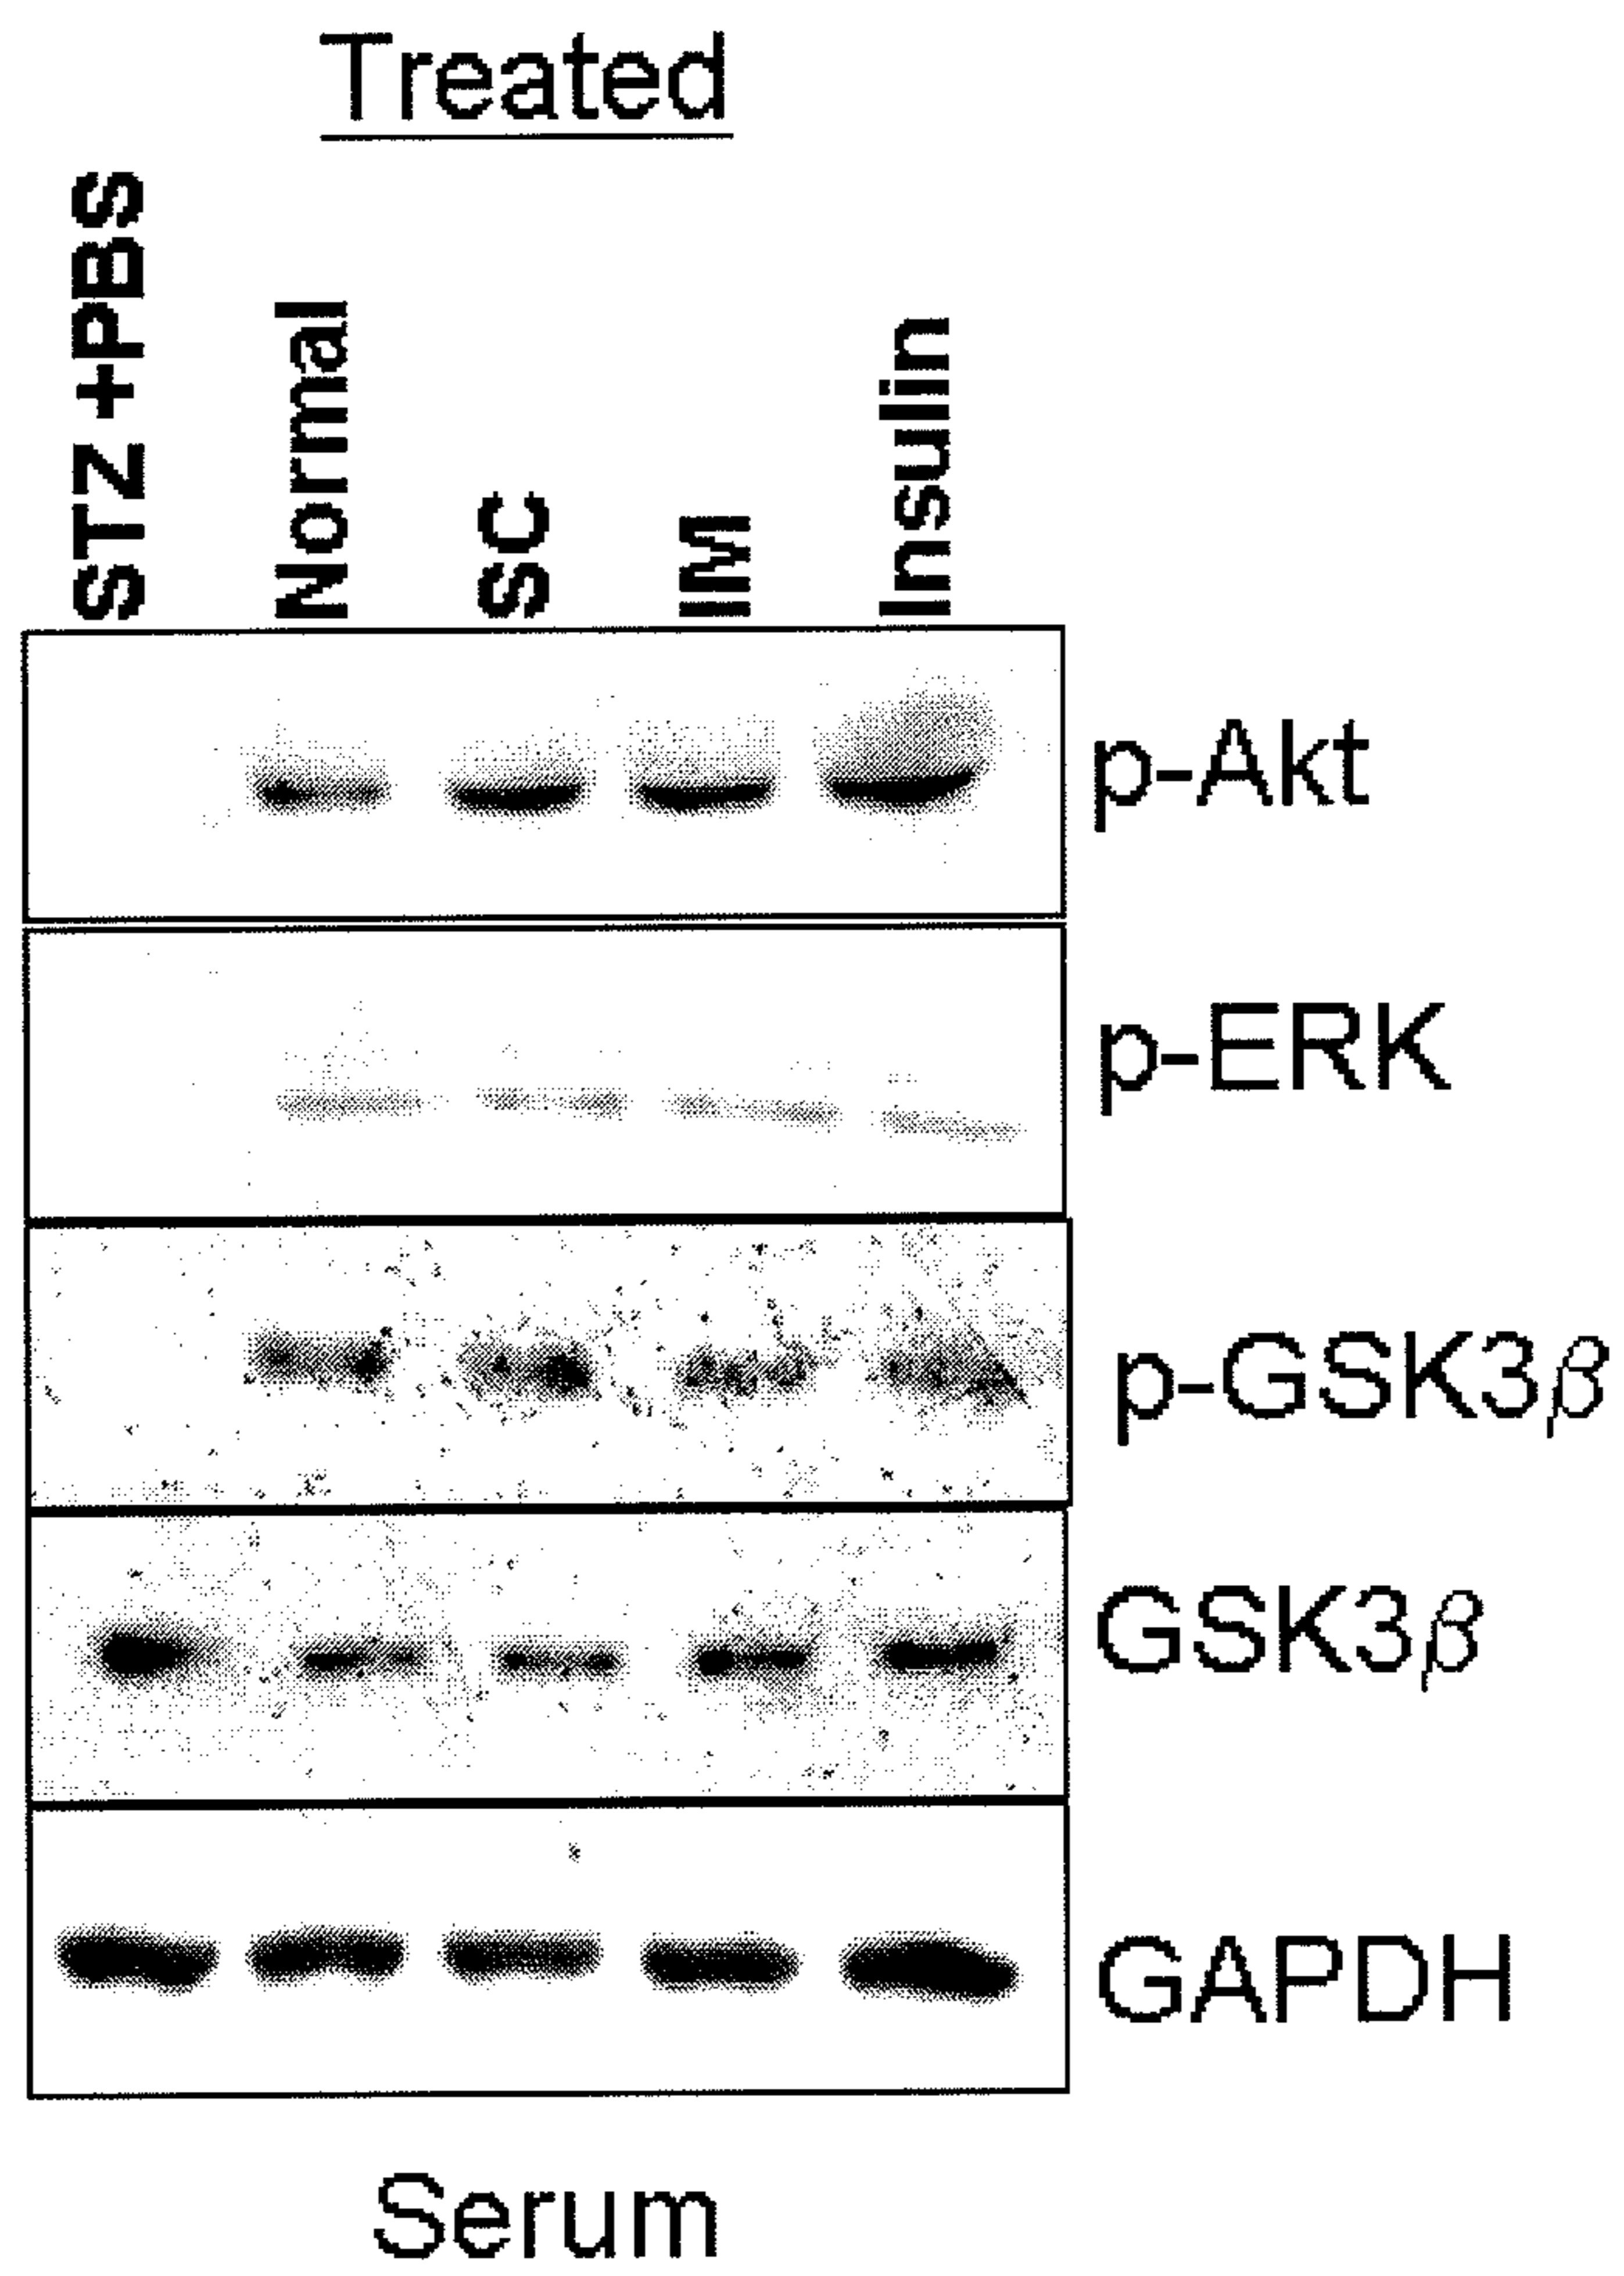 Treated
STZ +PBS
Normal
SC
IM
Insulin
p-Akt
p-ERK
p-GSK3β
GSK3β
GAPDH
Serum